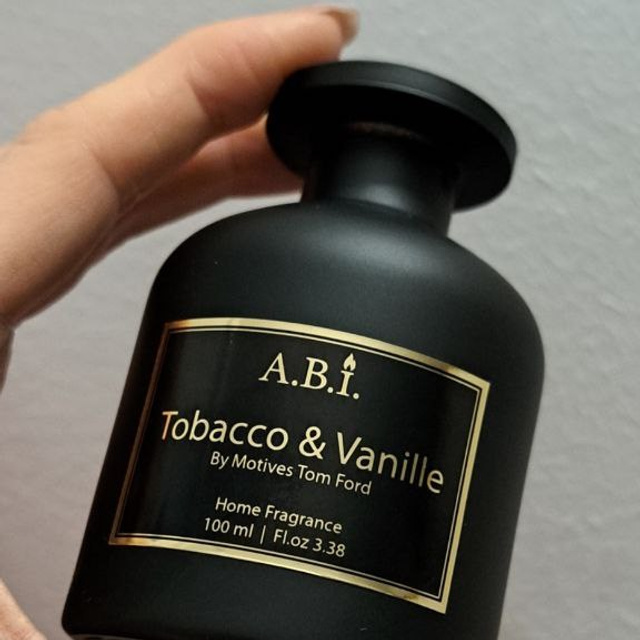 A.B.i.
Tobacco & Vanille
By Motives Tom Ford
Home Fragrance
100 ml | Fl.oz 3.38